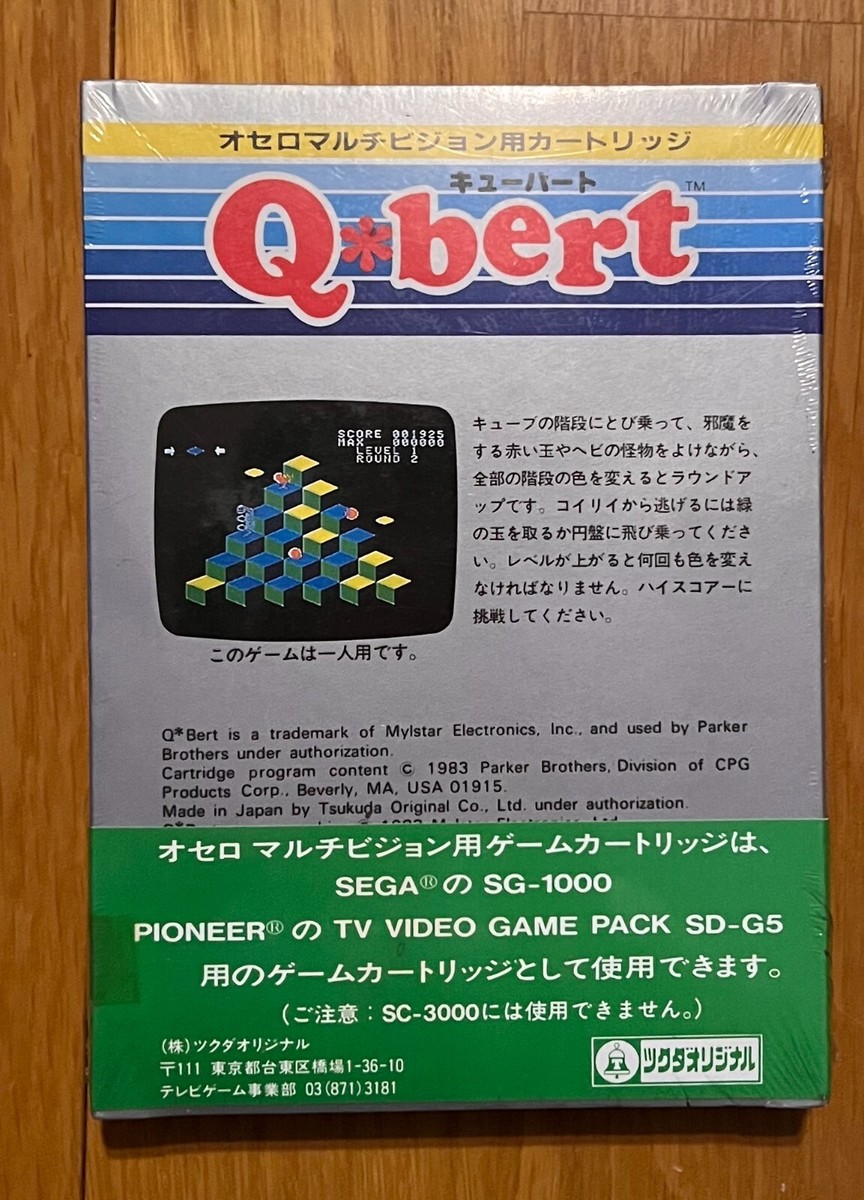 オセロマルチビジョン用カートリッジ
キューバート
Q*bert™
SCORE 001925
MAX 000000
LEVEL 1
ROUND 2
キューブの階段にとび乗って、邪魔を
する赤い玉やヘビの怪物をよけながら、
全部の階段の色を変えるとラウンドア
ップです。コイリイから逃げるには緑
の玉を取るか円盤に飛び乗ってくださ
い。レベルが上がると何回も色を変え
なければなりません。ハイスコアーに
挑戦してください。
このゲームは一人用です。
Q*Bert is a trademark of Mylstar Electronics, Inc., and used by Parker
Brothers under authorization.
Cartridge program content © 1983 Parker Brothers, Division of CPG
Products Corp., Beverly, MA, USA 01915.
Made in Japan by Tsukuda Original Co., Ltd. under authorization.
オセロ マルチビジョン用ゲームカートリッジは、
SEGA®の SG-1000
PIONEER®の TV VIDEO GAME PACK SD-G5
用のゲームカートリッジとして使用できます。
(ご注意：SC-3000には使用できません。)
(株)ツクダオリジナル
〒111 東京都台東区橋場1-36-10
テレビゲーム事業部 03(871)3181
ツクダオリジナル